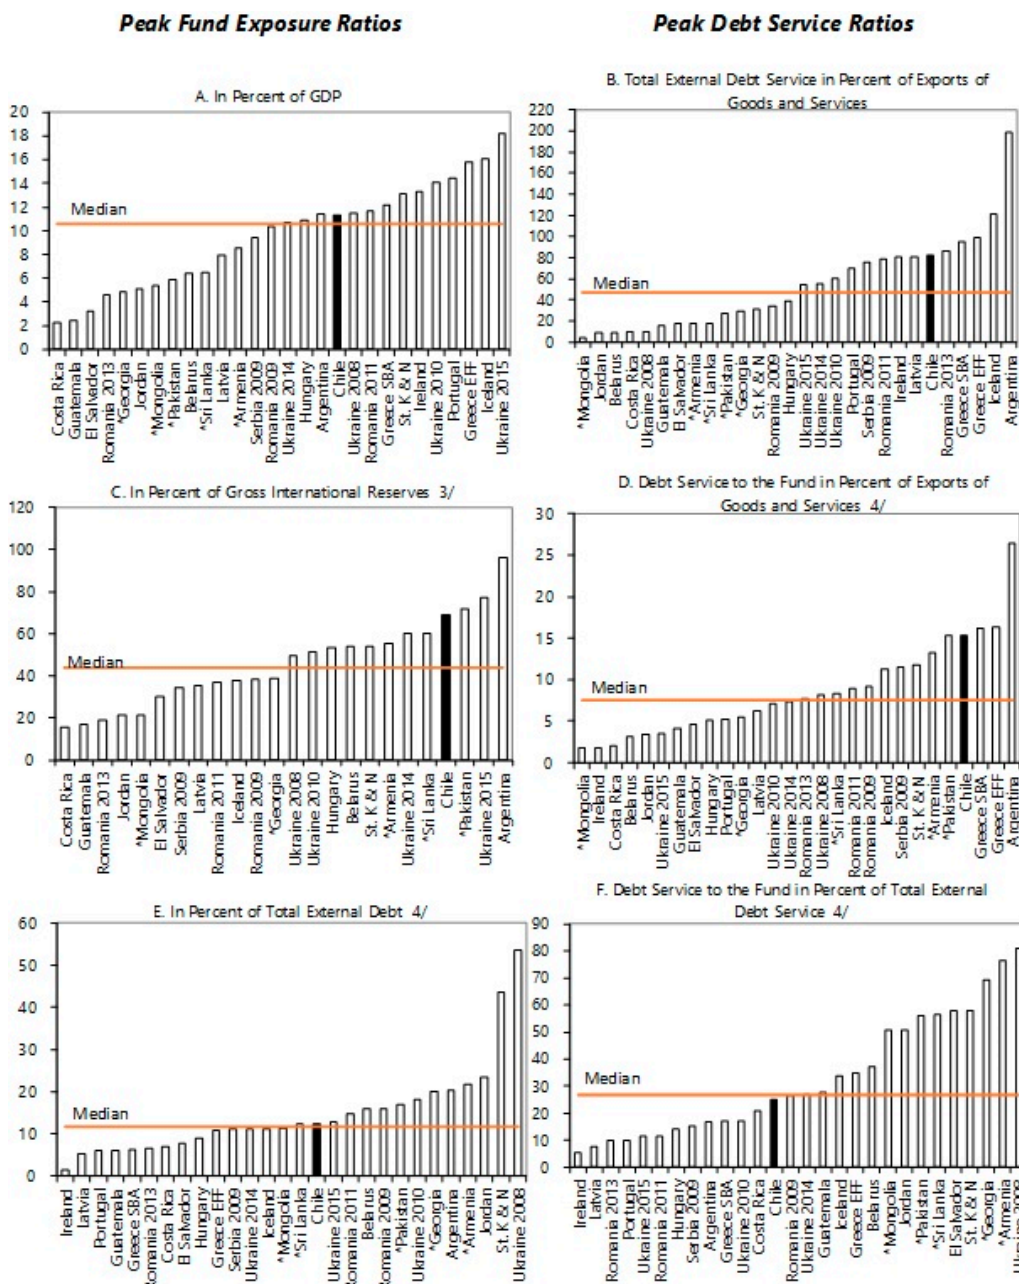 Peak Fund Exposure Ratios
Peak Debt Service Ratios
A. In Percent of GDP
20
18
16
14
12
10
8
6
4
2
0
Median
Costa Rica
Guatemala
El Salvador
Romania 2013
^Georgia
Jordan
^Mongolia
^Pakistan
Belarus
^Sri Lanka
Latvia
^Armenia
Serbia 2009
Romania 2009
Ukraine 2014
Hungary
Argentina
Chile
Ukraine 2008
Romania 2011
Greece SBA
St. K & N
Ireland
Ukraine 2010
Portugal
Greece EFF
Iceland
Ukraine 2015
B. Total External Debt Service in Percent of Exports of
Goods and Services
220
200
180
160
140
120
100
80
60
40
20
0
Median
^Mongolia
Jordan
Belarus
Costa Rica
Ukraine 2008
Guatemala
El Salvador
^Armenia
^Sri Lanka
^Pakistan
^Georgia
St. K & N
Romania 2009
Hungary
Ukraine 2015
Ukraine 2014
Ukraine 2010
Portugal
Serbia 2009
Romania 2011
Ireland
Latvia
Chile
Romania 2013
Greece SBA
Greece EFF
Iceland
Argentina
C. In Percent of Gross International Reserves 3/
120
100
80
60
40
20
0
Median
Costa Rica
Guatemala
Romania 2013
Jordan
^Mongolia
El Salvador
Serbia 2009
Latvia
Romania 2011
Iceland
Romania 2009
^Georgia
Ukraine 2008
Ukraine 2010
Hungary
Belarus
St. K & N
^Armenia
Ukraine 2014
^Sri Lanka
Chile
^Pakistan
Ukraine 2015
Argentina
D. Debt Service to the Fund in Percent of Exports of
Goods and Services 4/
30
25
20
15
10
5
0
Median
^Mongolia
Ireland
Costa Rica
Belarus
Jordan
Ukraine 2015
Guatemala
El Salvador
Hungary
Portugal
^Georgia
Latvia
Ukraine 2010
Ukraine 2014
Romania 2013
Ukraine 2008
^Sri Lanka
Romania 2011
Romania 2009
Iceland
Serbia 2009
St. K & N
^Armenia
^Pakistan
Chile
Greece SBA
Greece EFF
Argentina
E. In Percent of Total External Debt 4/
60
50
40
30
20
10
0
Median
Ireland
Latvia
Portugal
Guatemala
Greece SBA
Romania 2013
Costa Rica
El Salvador
Hungary
Greece EFF
Serbia 2009
Ukraine 2014
Iceland
^Mongolia
^Sri Lanka
Chile
Ukraine 2015
Romania 2011
Belarus
Romania 2009
^Pakistan
Ukraine 2010
^Georgia
Argentina
^Armenia
Jordan
St. K & N
Ukraine 2008
F. Debt Service to the Fund in Percent of Total External
Debt Service 4/
90
80
70
60
50
40
30
20
10
0
Median
Ireland
Latvia
Romania 2013
Portugal
Ukraine 2015
Romania 2011
Hungary
Serbia 2009
Argentina
Greece SBA
Ukraine 2010
Costa Rica
Chile
Romania 2009
Ukraine 2014
Guatemala
Iceland
Greece EFF
Belarus
^Mongolia
Jordan
^Pakistan
^Sri Lanka
El Salvador
St. K & N
^Georgia
^Armenia
Ukraine 2008